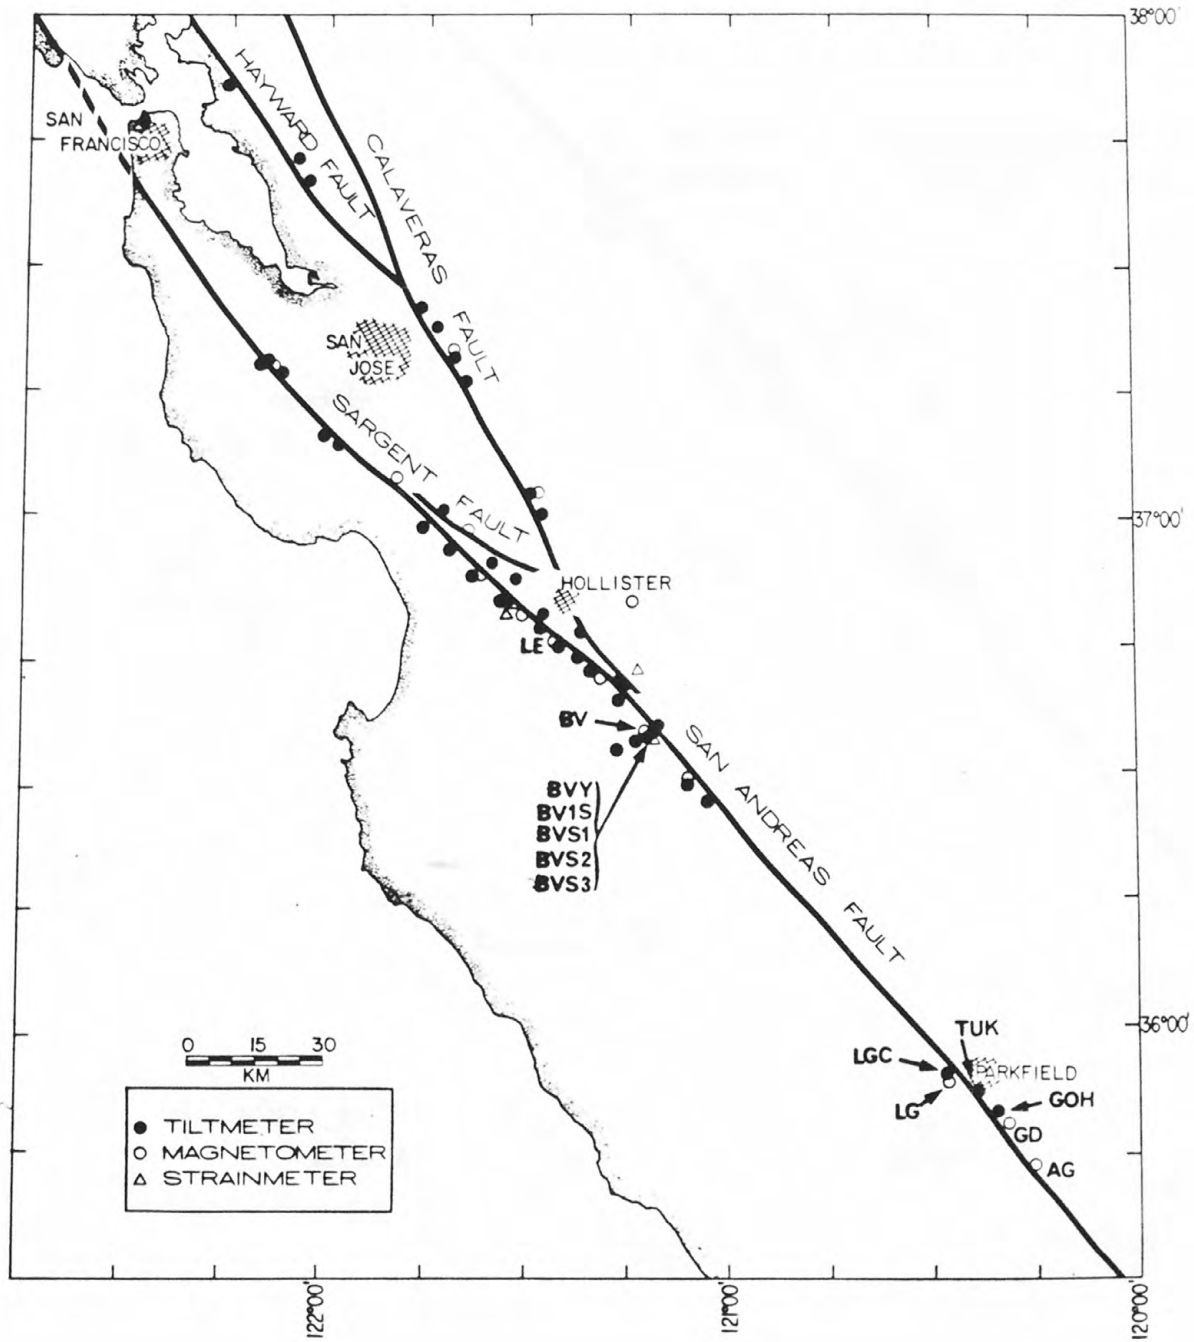 38°00'
SAN
FRANCISCO
HAYWARD FAULT
CALAVERAS FAULT
SAN
JOSE
SARGENT FAULT
37°00'
HOLLISTER
LE
BV
BVY
BV1S
BVS1
BVS2
BVS3
SAN ANDREAS FAULT
36°00'
TUK
LGC
PARKFIELD
LG
GOH
GD
AG
0 15 30
KM
TILTMETER
MAGNETOMETER
STRAINMETER
122°00'
121°00'
120°00'